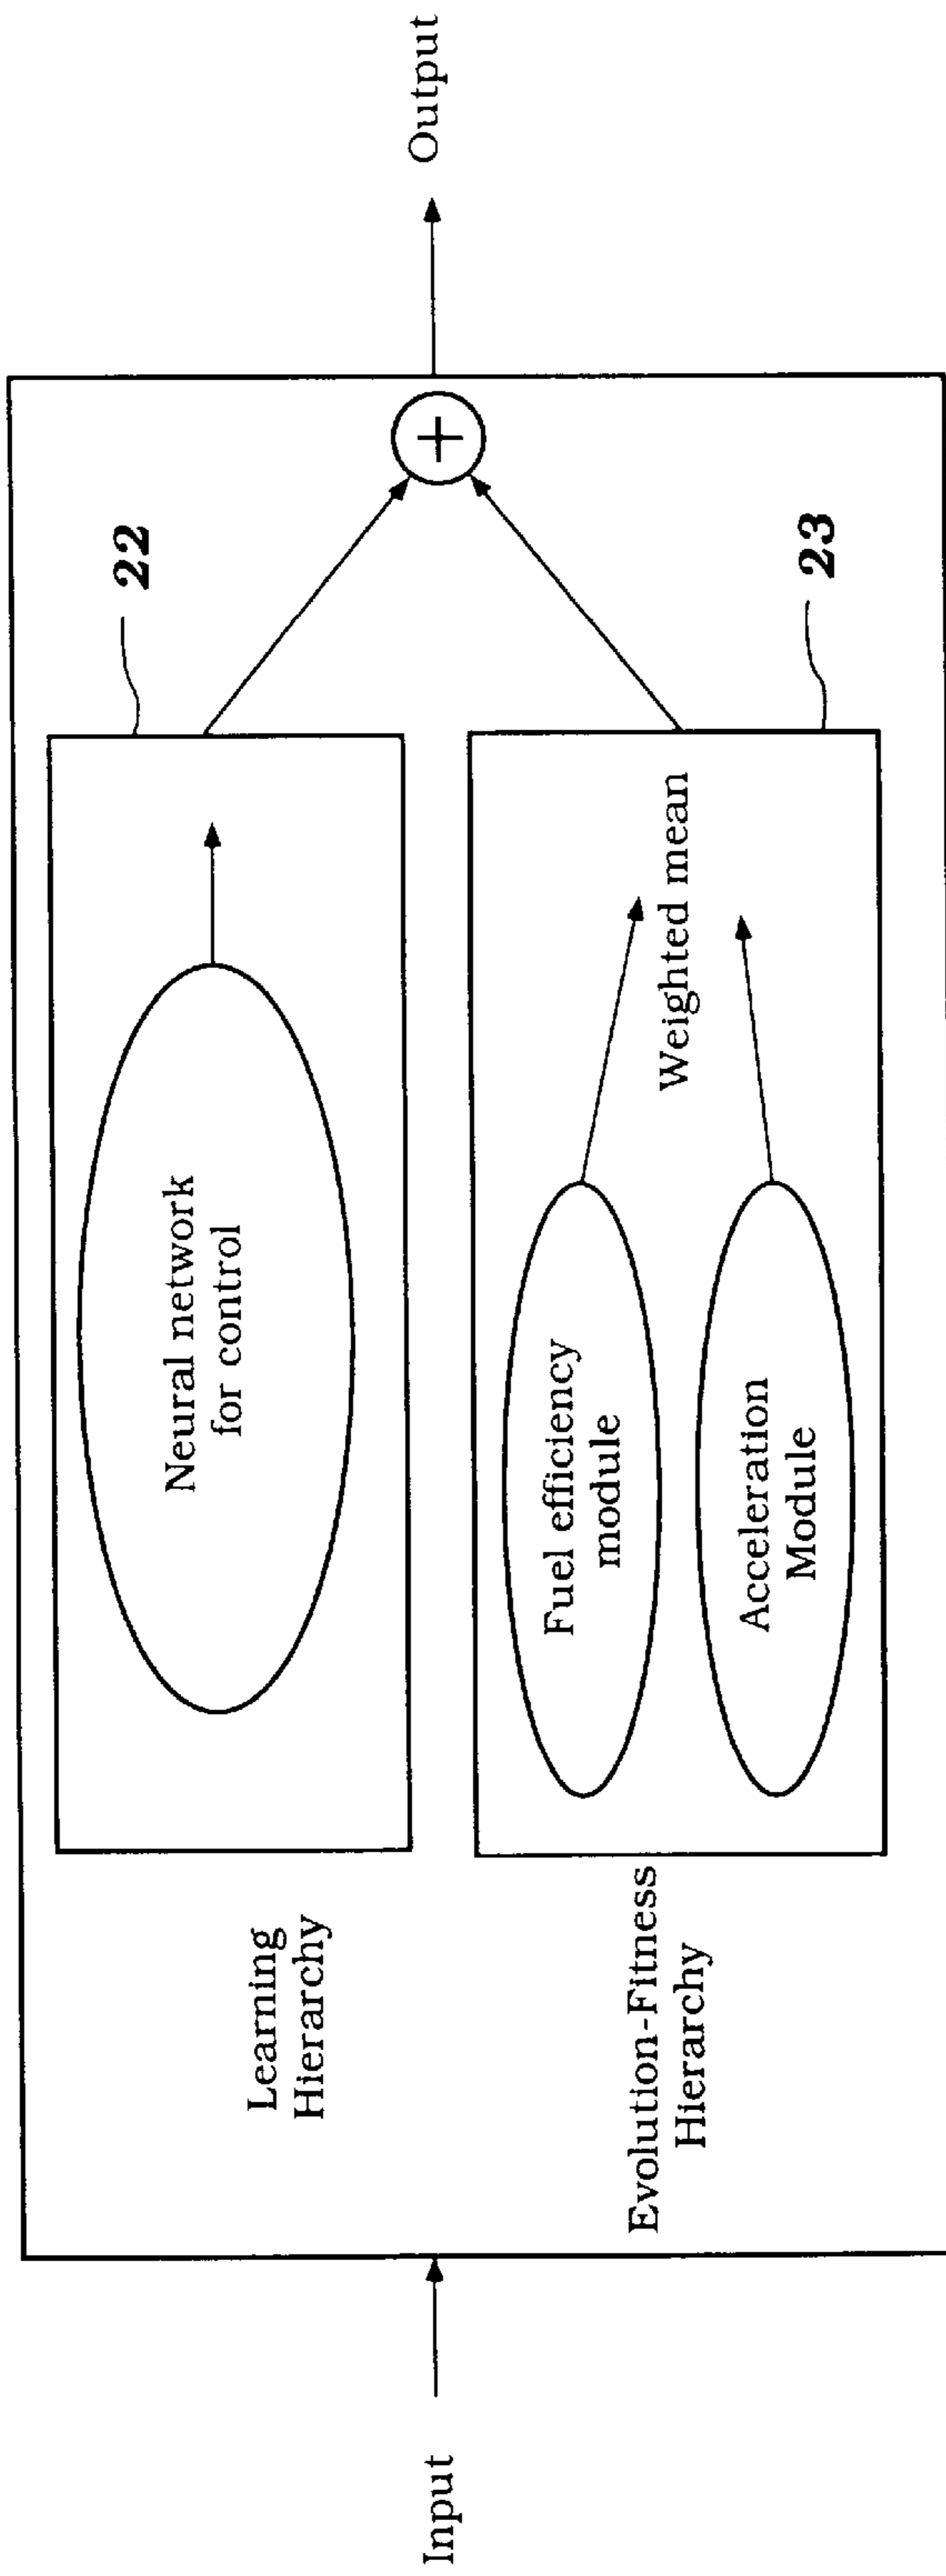 Input
Learning
Hierarchy
Neural network
for control
22
Evolution-Fitness
Hierarchy
Fuel efficiency
module
Acceleration
Module
Weighted mean
23
+
Output